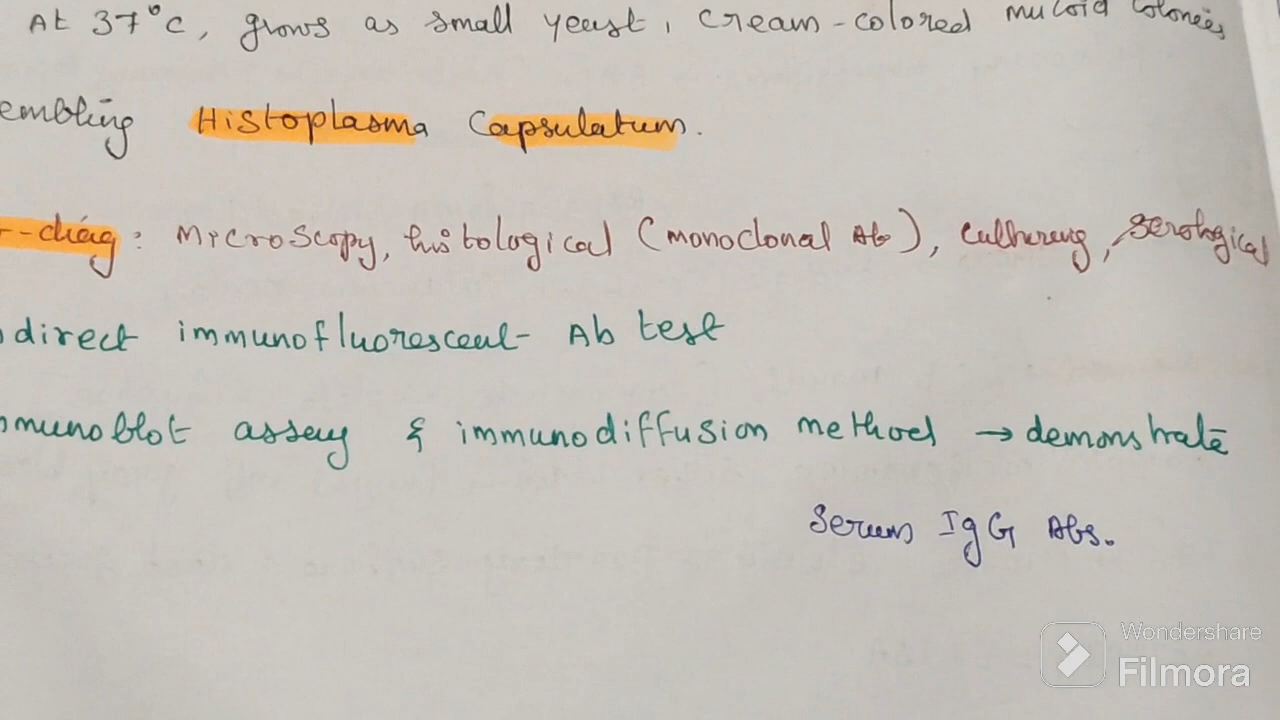 At 37°C, grows as small yeast, cream-colored mucoid colonies
embling Histoplasma Capsulatum.
-diag: Microscopy, histological (monoclonal Ab), culturing, serological
direct immunofluorescent Ab test
munoblot assay & immunodiffusion method → demonstrate
Serum IgG Abs.
Wondershare
Filmora